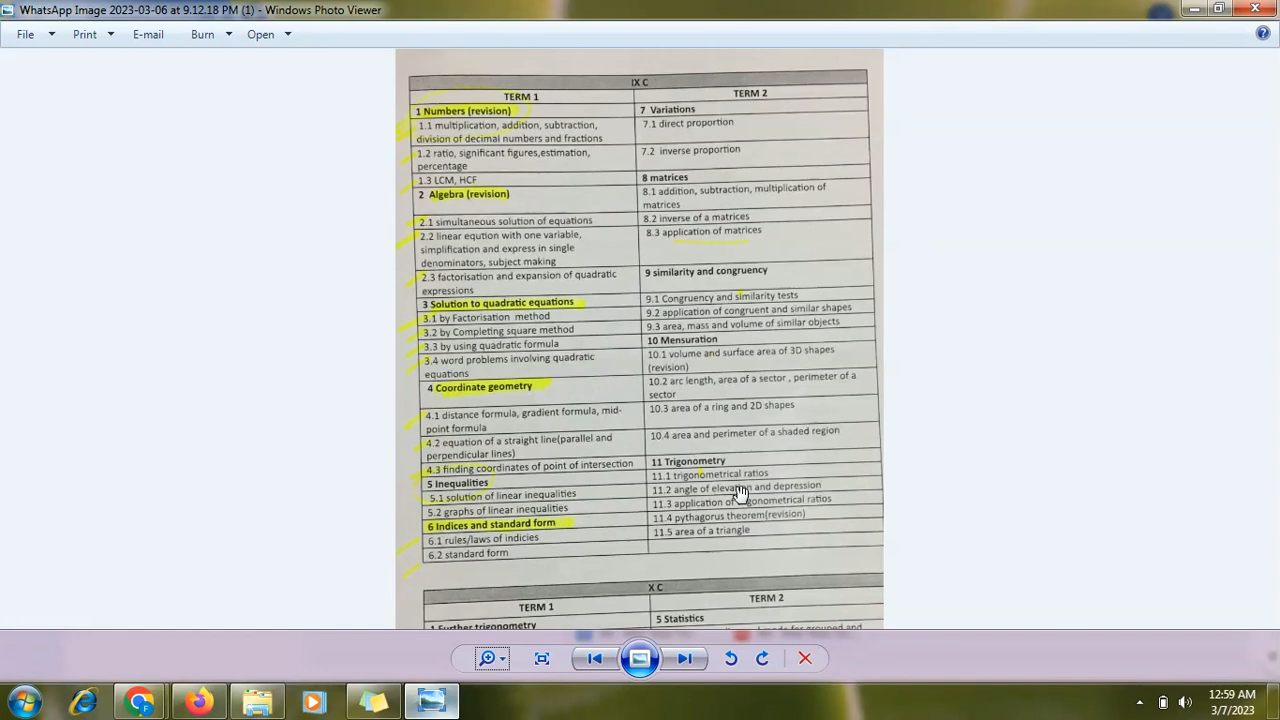 WhatsApp Image 2023-03-06 at 9.12.18 PM (1) - Windows Photo Viewer
File Print E-mail Burn Open
IX C
TERM 1
1 Numbers (revision)
1.1 multiplication, addition, subtraction,
division of decimal numbers and fractions
1.2 ratio, significant figures,estimation,
percentage
1.3 LCM, HCF
2 Algebra (revision)
2.1 simultaneous solution of equations
2.2 linear eqution with one variable,
simplification and express in single
denominators, subject making
2.3 factorisation and expansion of quadratic
expressions
3 Solution to quadratic equations
3.1 by Factorisation method
3.2 by Completing square method
3.3 by using quadratic formula
3.4 word problems involving quadratic
equations
4 Coordinate geometry
4.1 distance formula, gradient formula, mid-
point formula
4.2 equation of a straight line(parallel and
perpendicular lines)
4.3 finding coordinates of point of intersection
5 Inequalities
5.1 solution of linear inequalities
5.2 graphs of linear inequalities
6 Indices and standard form
6.1 rules/laws of indicies
6.2 standard form
TERM 2
7 Variations
7.1 direct proportion
7.2 inverse proportion
8 matrices
8.1 addition, subtraction, multiplication of
matrices
8.2 inverse of a matrices
8.3 application of matrices
9 similarity and congruency
9.1 Congruency and similarity tests
9.2 application of congruent and similar shapes
9.3 area, mass and volume of similar objects
10 Mensuration
10.1 volume and surface area of 3D shapes
(revision)
10.2 arc length, area of a sector , perimeter of a
sector
10.3 area of a ring and 2D shapes
10.4 area and perimeter of a shaded region
11 Trigonometry
11.1 trigonometrical ratios
11.2 angle of elevation and depression
11.3 application of trigonometrical ratios
11.4 pythagorus theorem(revision)
11.5 area of a triangle
X C
TERM 1
1 Further trigonometry
TERM 2
5 Statistics
for grouped and
12:59 AM
3/7/2023